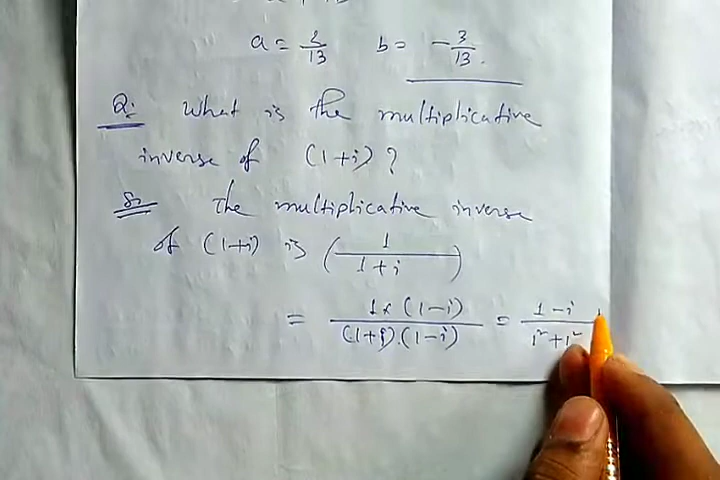 a = 2/13 b = -3/13.
Q: What is the multiplicative
inverse of (1+i)?
The multiplicative inverse
of (1+i) is (1/(1+i))
= 1×(1-i)/(1+i).(1-i) = 1-i/1²+1²